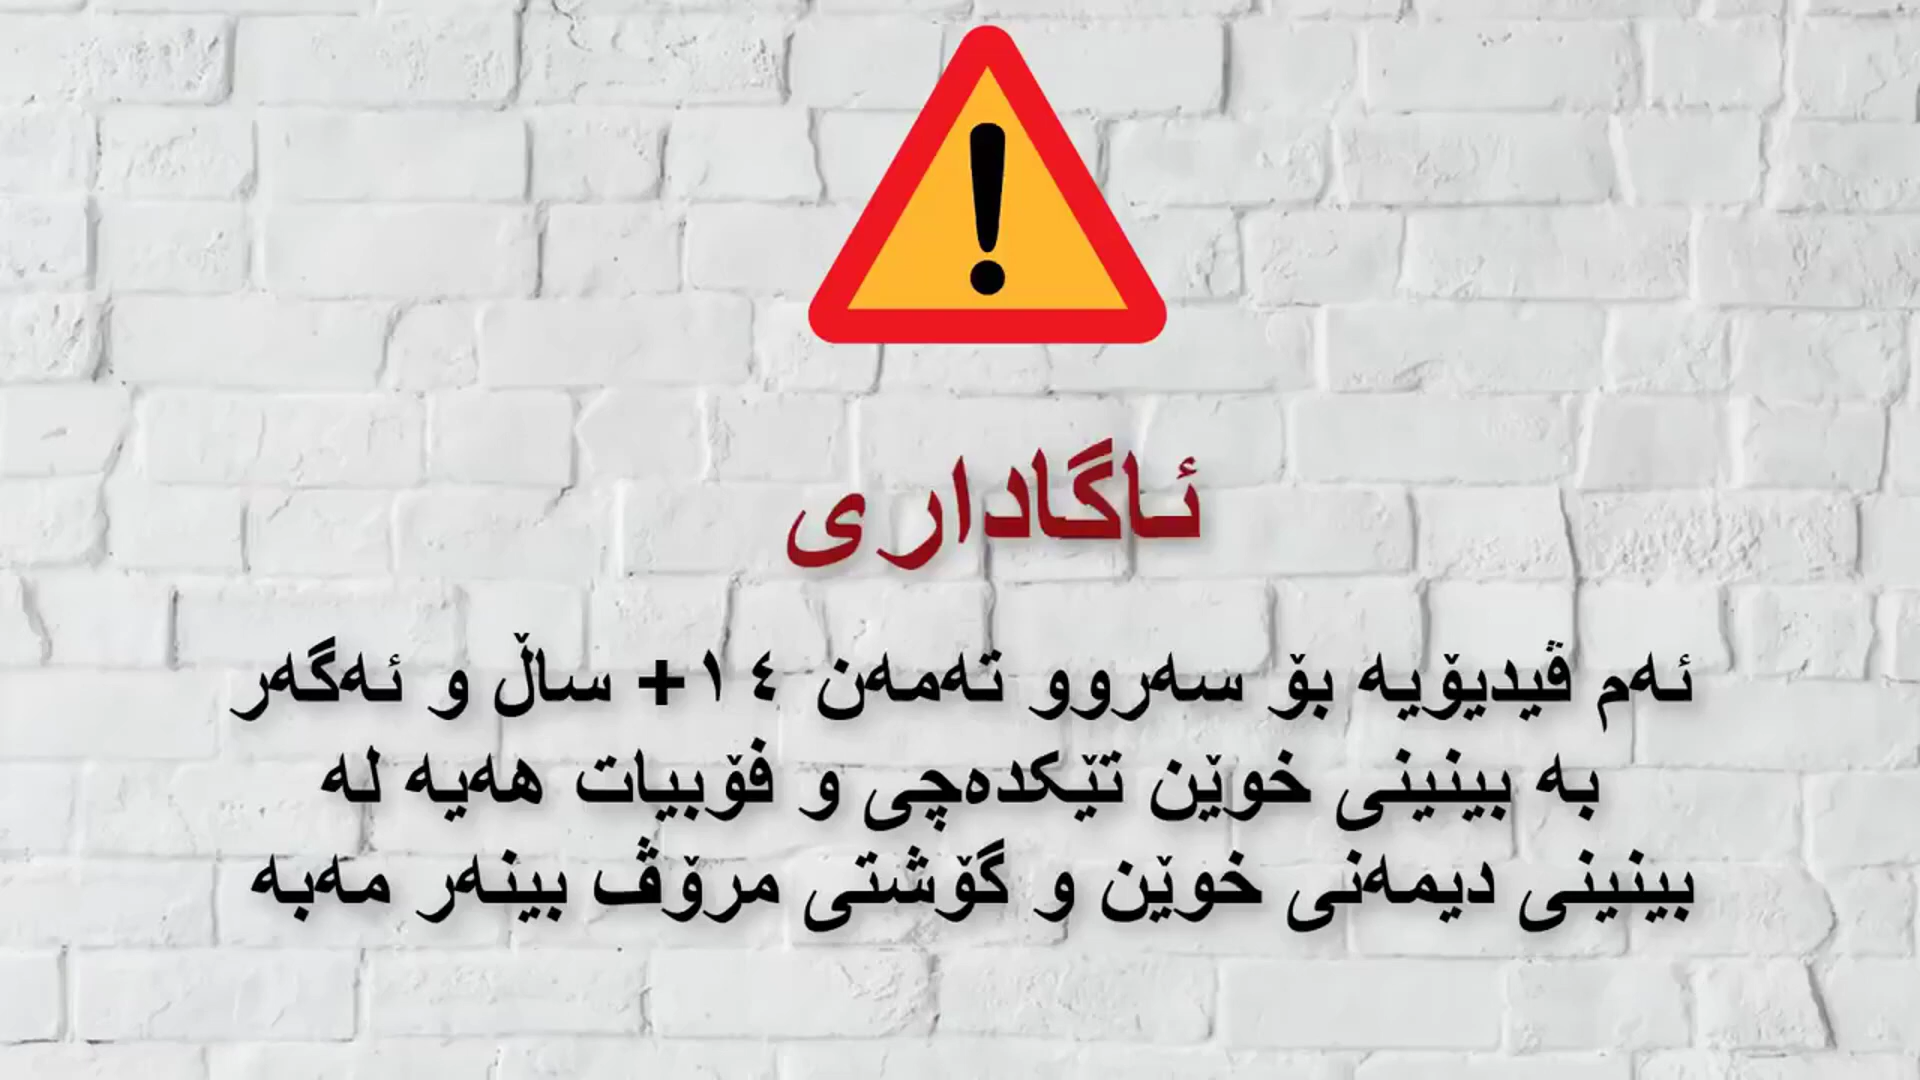 ئاگاداری
ئەم ڤیدیۆیە بۆ سەروو تەمەن ١٤+ ساڵ و ئەگەر
بە بینینی خوێن تێکدەچی و فۆبیات هەیە لە
بینینی دیمەنی خوێن و گۆشتی مرۆڤ بینەر مەبە